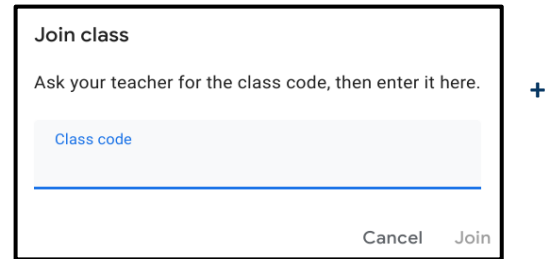 Join class
Ask your teacher for the class code, then enter it here.
+
Class code
Cancel Join